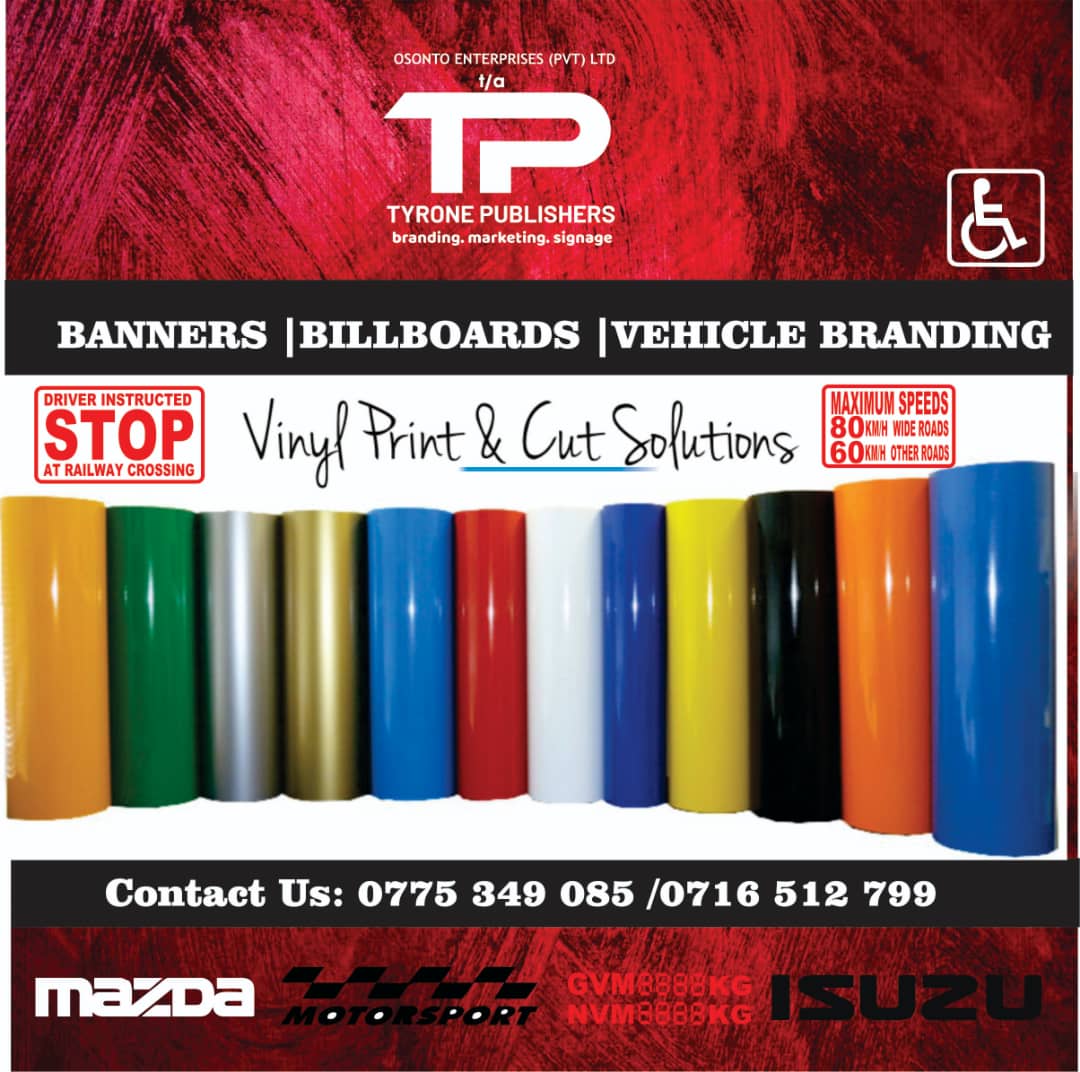 OSONTO ENTERPRISES (PVT) LTD
t/a
TP
TYRONE PUBLISHERS
branding. marketing. signage
BANNERS |BILLBOARDS |VEHICLE BRANDING
DRIVER INSTRUCTED
STOP
AT RAILWAY CROSSING
Vinyl Print & Cut Solutions
MAXIMUM SPEEDS
80KM/H WIDE ROADS
60KM/H OTHER ROADS
Contact Us: 0775 349 085 /0716 512 799
mazda
MOTORSPORT
GVM8888KG
NVM8888KG
ISUZU